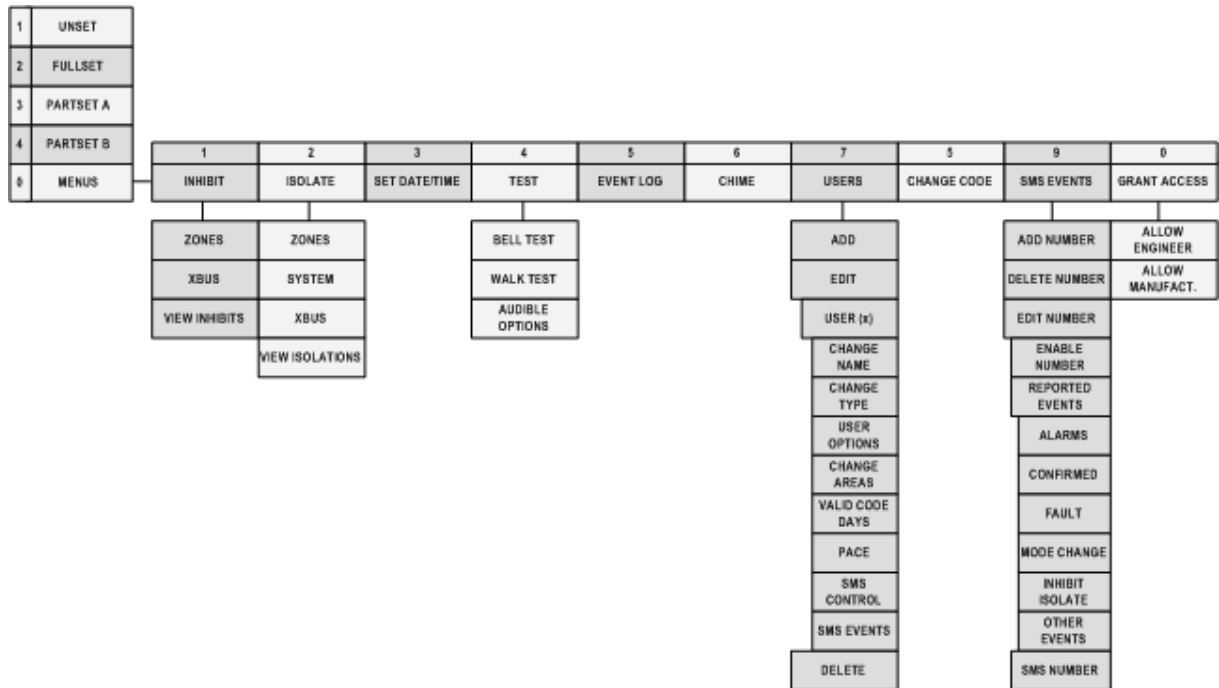 1 UNSET
2 FULLSET
3 PARTSET A
4 PARTSET B
0 MENUS
1 2 3 4 5 6 7 5 9 0
INHIBIT ISOLATE SET DATE/TIME TEST EVENT LOG CHIME USERS CHANGE CODE SMS EVENTS GRANT ACCESS
ZONES
XBUS
VIEW INHIBITS
ZONES
SYSTEM
XBUS
VIEW ISOLATIONS
BELL TEST
WALK TEST
AUDIBLE
OPTIONS
ADD
EDIT
USER (x)
CHANGE
NAME
CHANGE
TYPE
USER
OPTIONS
CHANGE
AREAS
VALID CODE
DAYS
PACE
SMS
CONTROL
SMS EVENTS
DELETE
ADD NUMBER
DELETE NUMBER
EDIT NUMBER
ENABLE
NUMBER
REPORTED
EVENTS
ALARMS
CONFIRMED
FAULT
MODE CHANGE
INHIBIT
ISOLATE
OTHER
EVENTS
SMS NUMBER
ALLOW
ENGINEER
ALLOW
MANUFACT.